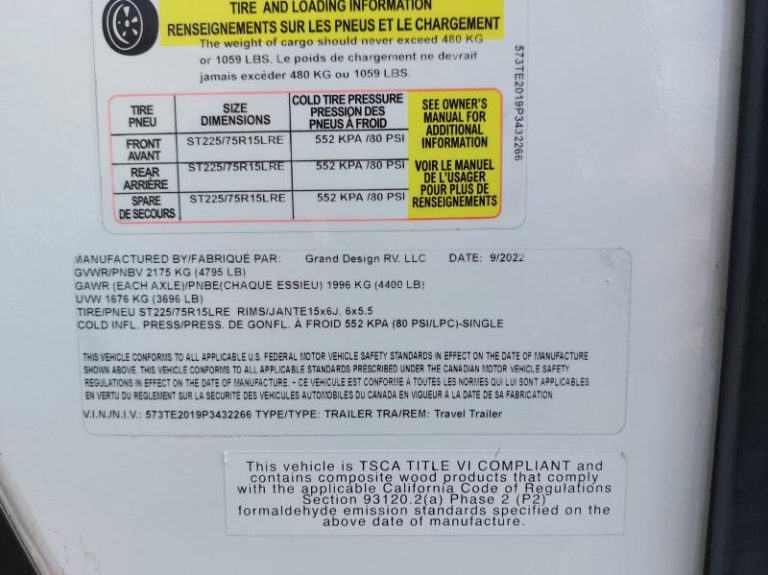 TIRE AND LOADING INFORMATION
RENSEIGNEMENTS SUR LES PNEUS ET LE CHARGEMENT
The weight of cargo should never exceed 480 KG
or 1059 LBS. Le poids de chargement ne devrait
jamais excéder 480 KG ou 1059 LBS.
TIRE PNEU SIZE DIMENSIONS COLD TIRE PRESSURE PRESSION DES PNEUS À FROID
FRONT AVANT ST225/75R15LRE 552 KPA /80 PSI
REAR ARRIÈRE ST225/75R15LRE 552 KPA /80 PSI
SPARE DE SECOURS ST225/75R15LRE 552 KPA /80 PSI
SEE OWNER'S
MANUAL FOR
ADDITIONAL
INFORMATION
VOIR LE MANUEL
DE L'USAGER
POUR PLUS DE
RENSEIGNEMENTS
573TE2019P3432266
MANUFACTURED BY/FABRIQUÉ PAR: Grand Design RV. LLC DATE: 9/2022
GVWR/PNBV 2175 KG (4795 LB)
GAWR (EACH AXLE)/PNBE(CHAQUE ESSIEU) 1996 KG (4400 LB)
UVW 1676 KG (3696 LB)
TIRE/PNEU ST225/75R15LRE RIMS/JANTE15x6J, 6x5.5
COLD INFL. PRESS/PRESS. DE GONFL. À FROID 552 KPA (80 PSI/LPC)-SINGLE
THIS VEHICLE CONFORMS TO ALL APPLICABLE U.S. FEDERAL MOTOR VEHICLE SAFETY STANDARDS IN EFFECT ON THE DATE OF MANUFACTURE
SHOWN ABOVE. THIS VEHICLE CONFORMS TO ALL APPLICABLE STANDARDS PRESCRIBED UNDER THE CANADIAN MOTOR VEHICLE SAFETY
REGULATIONS IN EFFECT ON THE DATE OF MANUFACTURE. - CE VÉHICULE EST CONFORME À TOUTES LES NORMES QUI LUI SONT APPLICABLES
EN VERTU DU RÈGLEMENT SUR LA SECURITE DES VÉHICULES AUTOMOBILES DU CANADA EN VIGUEUR À LA DATE DE SA FABRICATION.
V.I.N./N.I.V.: 573TE2019P3432266 TYPE/TYPE: TRAILER TRA/REM: Travel Trailer
This vehicle is TSCA TITLE VI COMPLIANT and
contains composite wood products that comply
with the applicable California Code of Regulations
Section 93120.2(a) Phase 2 (P2)
formaldehyde emission standards specified on the
above date of manufacture.